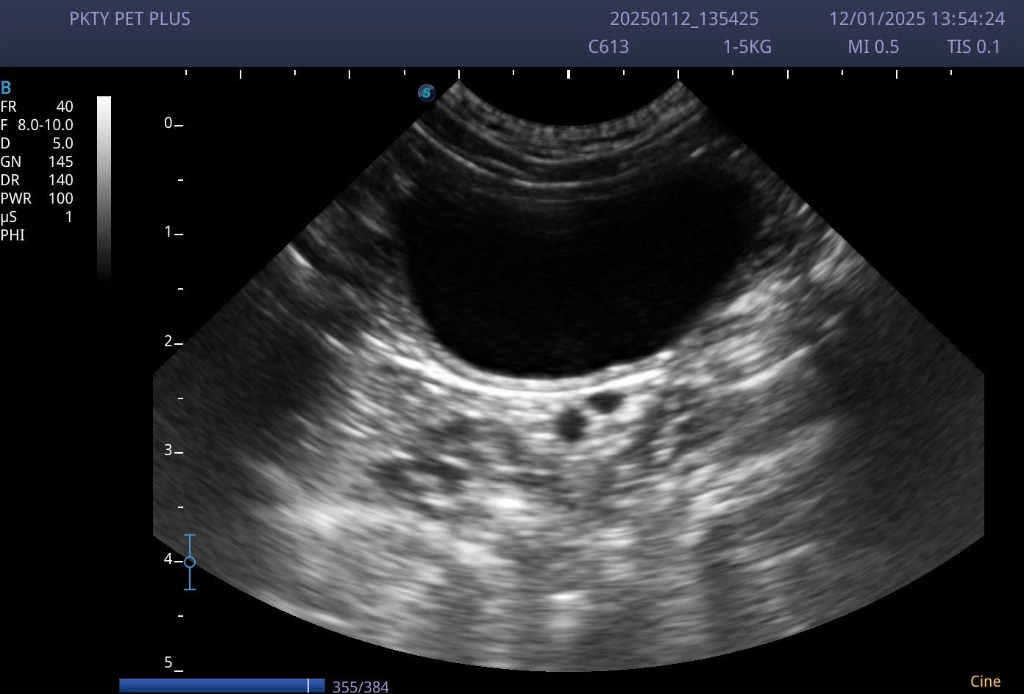 PKTY PET PLUS
20250112_135425
12/01/2025 13:54:24
C613
1-5KG
MI 0.5
TIS 0.1
B
FR 40
F 8.0-10.0
D 5.0
GN 145
DR 140
PWR 100
µS 1
PHI
S
0
1
2
3
4
5
355/384
Cine